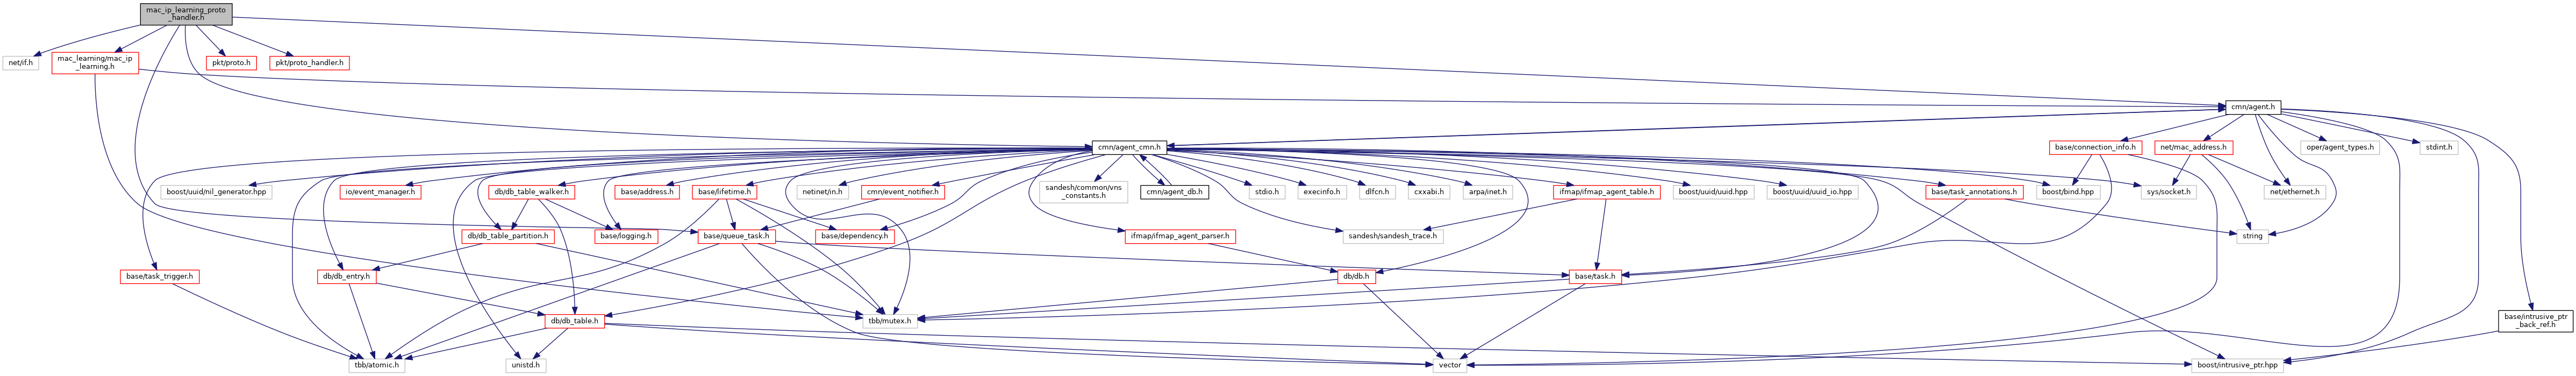 mac_ip_learning_proto
_handler.h
net/if.h
mac_learning/mac_ip
_learning.h
pkt/proto.h
pkt/proto_handler.h
cmn/agent.h
cmn/agent_cmn.h
base/connection_info.h
net/mac_address.h
oper/agent_types.h
stdint.h
boost/uuid/nil_generator.hpp
io/event_manager.h
db/db_table_walker.h
base/address.h
base/lifetime.h
netinet/in.h
cmn/event_notifier.h
sandesh/common/vns
_constants.h
cmn/agent_db.h
stdio.h
execinfo.h
dlfcn.h
cxxabi.h
arpa/inet.h
ifmap/ifmap_agent_table.h
boost/uuid/uuid.hpp
boost/uuid/uuid_io.hpp
base/task_annotations.h
boost/bind.hpp
sys/socket.h
net/ethernet.h
db/db_table_partition.h
base/logging.h
base/queue_task.h
base/dependency.h
ifmap/ifmap_agent_parser.h
sandesh/sandesh_trace.h
string
base/task_trigger.h
db/db_entry.h
db/db.h
base/task.h
db/db_table.h
tbb/mutex.h
base/intrusive_ptr
_back_ref.h
tbb/atomic.h
unistd.h
vector
boost/intrusive_ptr.hpp